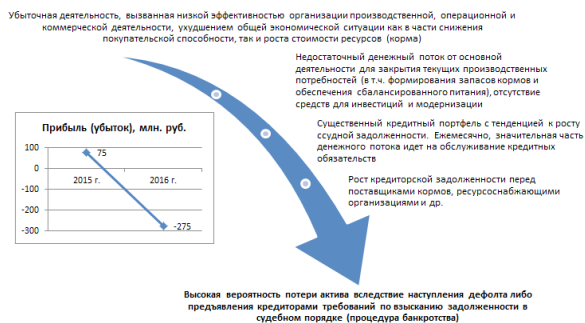 Убыточная деятельность, вызванная низкой эффективностью организации производственной, операционной и
коммерческой деятельности, ухудшением общей экономической ситуации как в части снижения
покупательской способности, так и роста стоимости ресурсов (корма)
Недостаточный денежный поток от основной
деятельности для закрытия текущих производственных
потребностей (в т.ч. формирования запасов кормов и
обеспечения сбалансированного питания), отсутствие
средств для инвестиций и модернизации
Существенный кредитный портфель с тенденцией к росту
ссудной задолженности. Ежемесячно, значительная часть
денежного потока идет на обслуживание кредитных
обязательств
Рост кредиторской задолженности перед
поставщиками кормов, ресурсоснабжающими
организациями и др.
Прибыль (убыток), млн. руб.
100
75
0
2015 г.
2016 г.
-100
-200
-275
-300
Высокая вероятность потери актива вследствие наступления дефолта либо
предъявления кредиторами требований по взысканию задолженности в
судебном порядке (процедура банкротства)